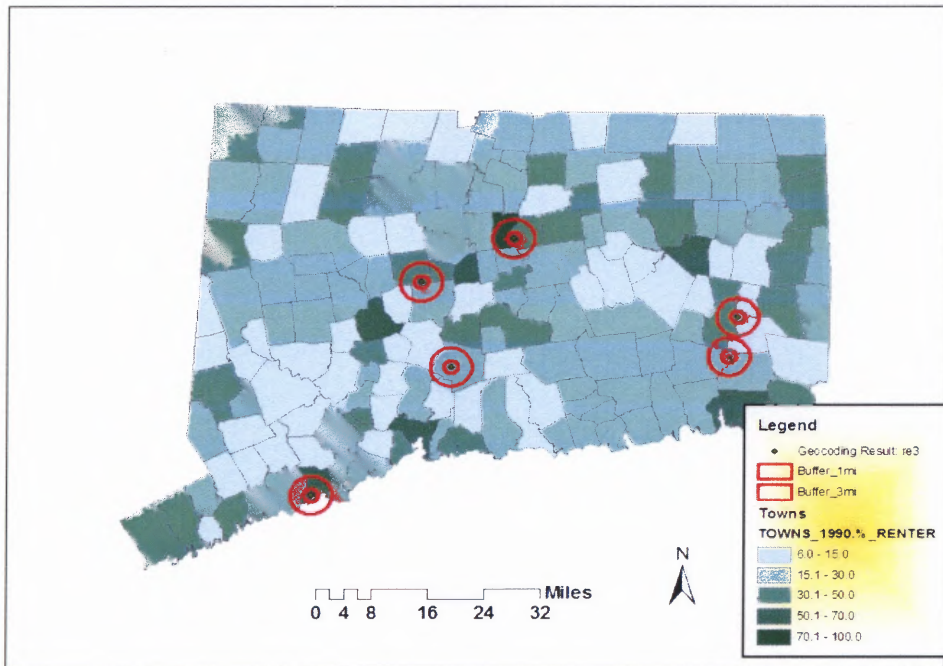 Legend
Geocoding Result: re3
Buffer_1mi
Buffer_3mi
Towns
TOWNS_1990.%_RENTER
6.0 - 15.0
15.1 - 30.0
30.1 - 50.0
50.1 - 70.0
70.1 - 100.0
N
Miles
0 4 8 16 24 32